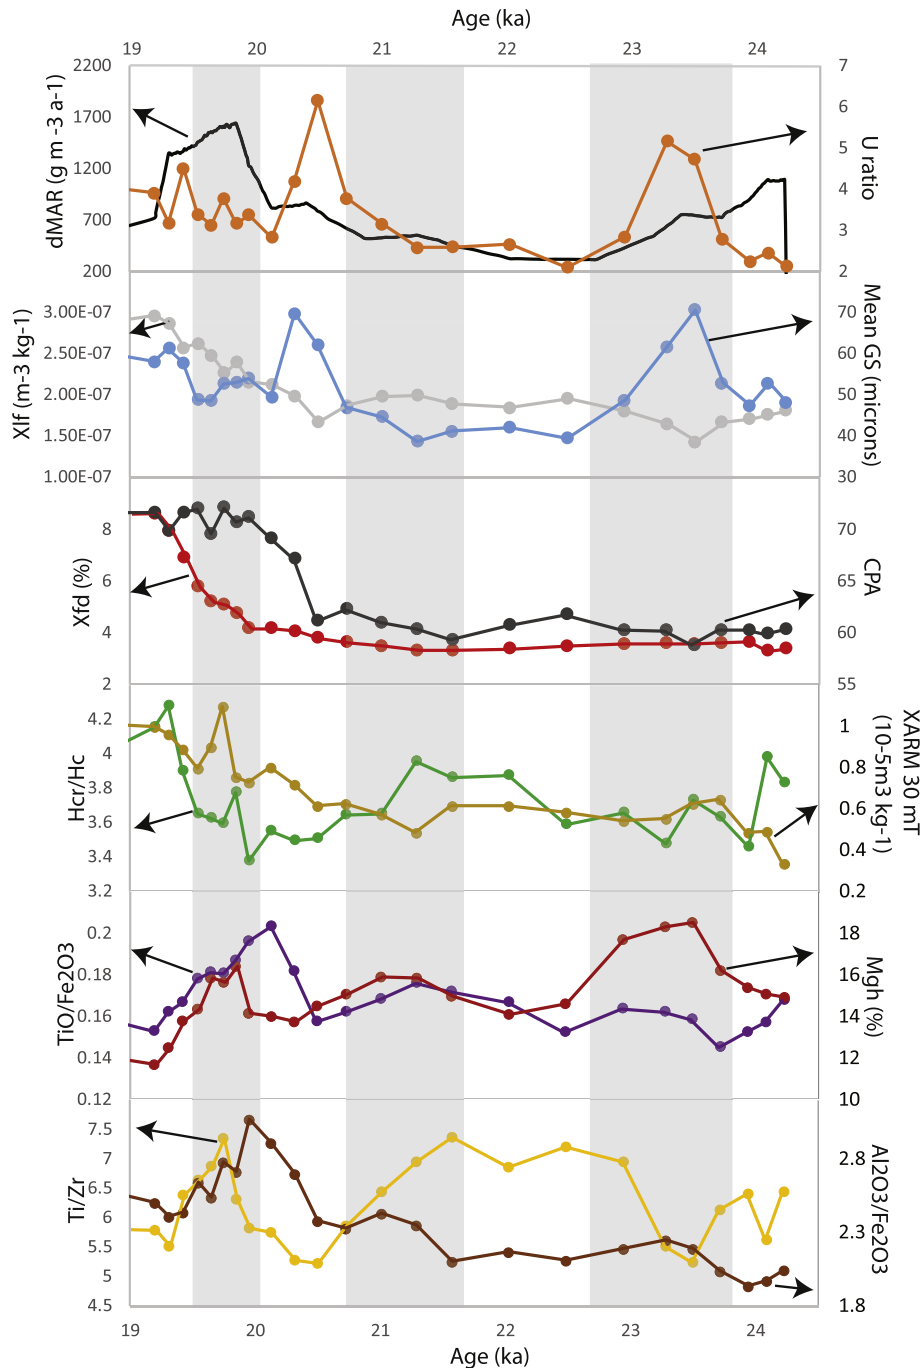 Age (ka)
19 20 21 22 23 24
2200 7
1700 6
1200 5
700 4
200 3
2
dMAR (g m -3 a-1)
U ratio
3.00E-07 70
2.50E-07 60
2.00E-07 50
1.50E-07 40
1.00E-07 30
Xlf (m-3 kg-1)
Mean GS (microns)
8 70
6 65
4 60
2 55
Xfd (%)
CPA
4.2 1
4 0.8
3.8 0.6
3.6 0.4
3.4 0.2
3.2
Hcr/Hc
XARM 30 mT
(10-5m3 kg-1)
0.2 18
0.18 16
0.16 14
0.14 12
0.12 10
TiO/Fe2O3
Mgh (%)
7.5 2.8
7 2.3
6.5 1.8
6
5.5
5
4.5
Ti/Zr
Al2O3/Fe2O3
19 20 21 22 23 24
Age (ka)